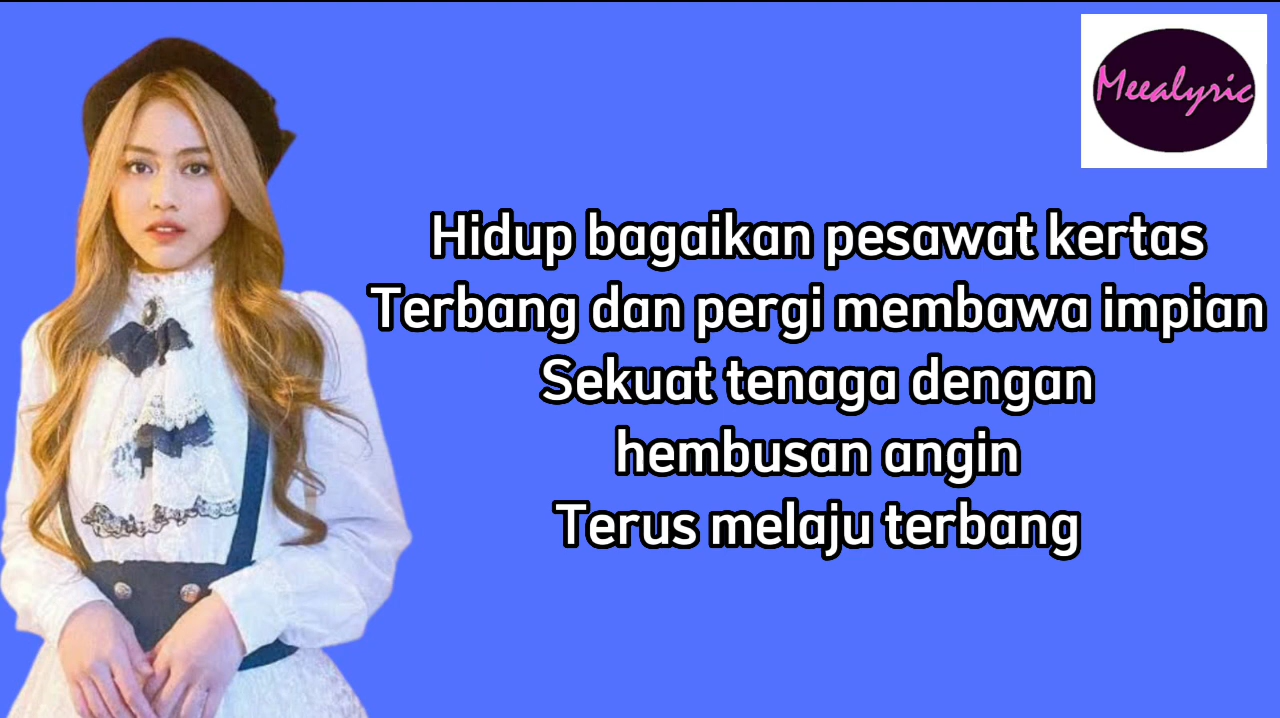 Meealyric
Hidup bagaikan pesawat kertas
Terbang dan pergi membawa impian
Sekuat tenaga dengan
hembusan angin
Terus melaju terbang